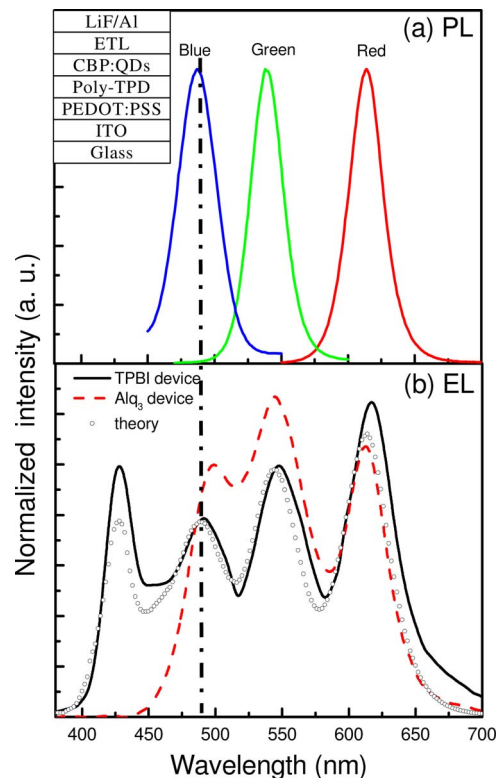 LiF/Al
ETL
CBP:QDs
Poly-TPD
PEDOT:PSS
ITO
Glass
(a) PL
Blue
Green
Red
(b) EL
TPBI device
Alq3 device
theory
Normalized intensity (a. u.)
400 450 500 550 600 650 700
Wavelength (nm)